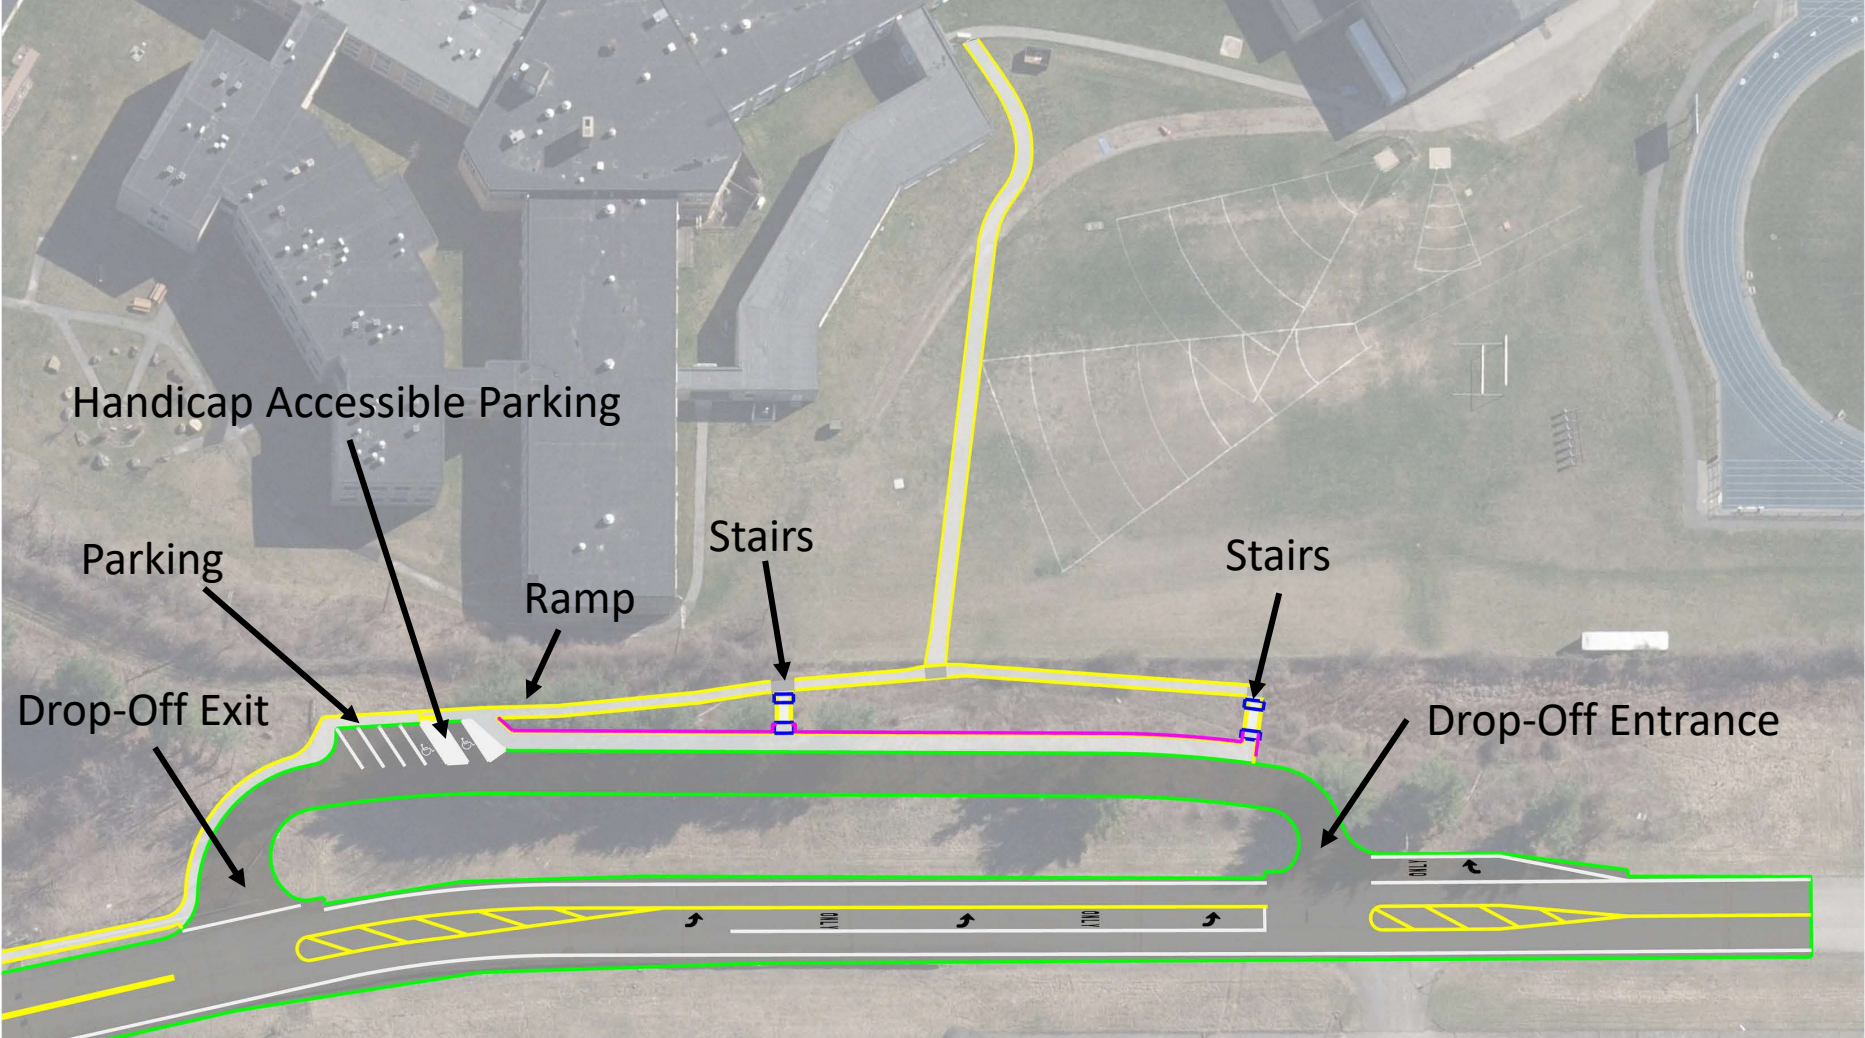 Handicap Accessible Parking
Parking
Stairs
Stairs
Ramp
Drop-Off Exit
Drop-Off Entrance
ONLY
ONLY
ONLY